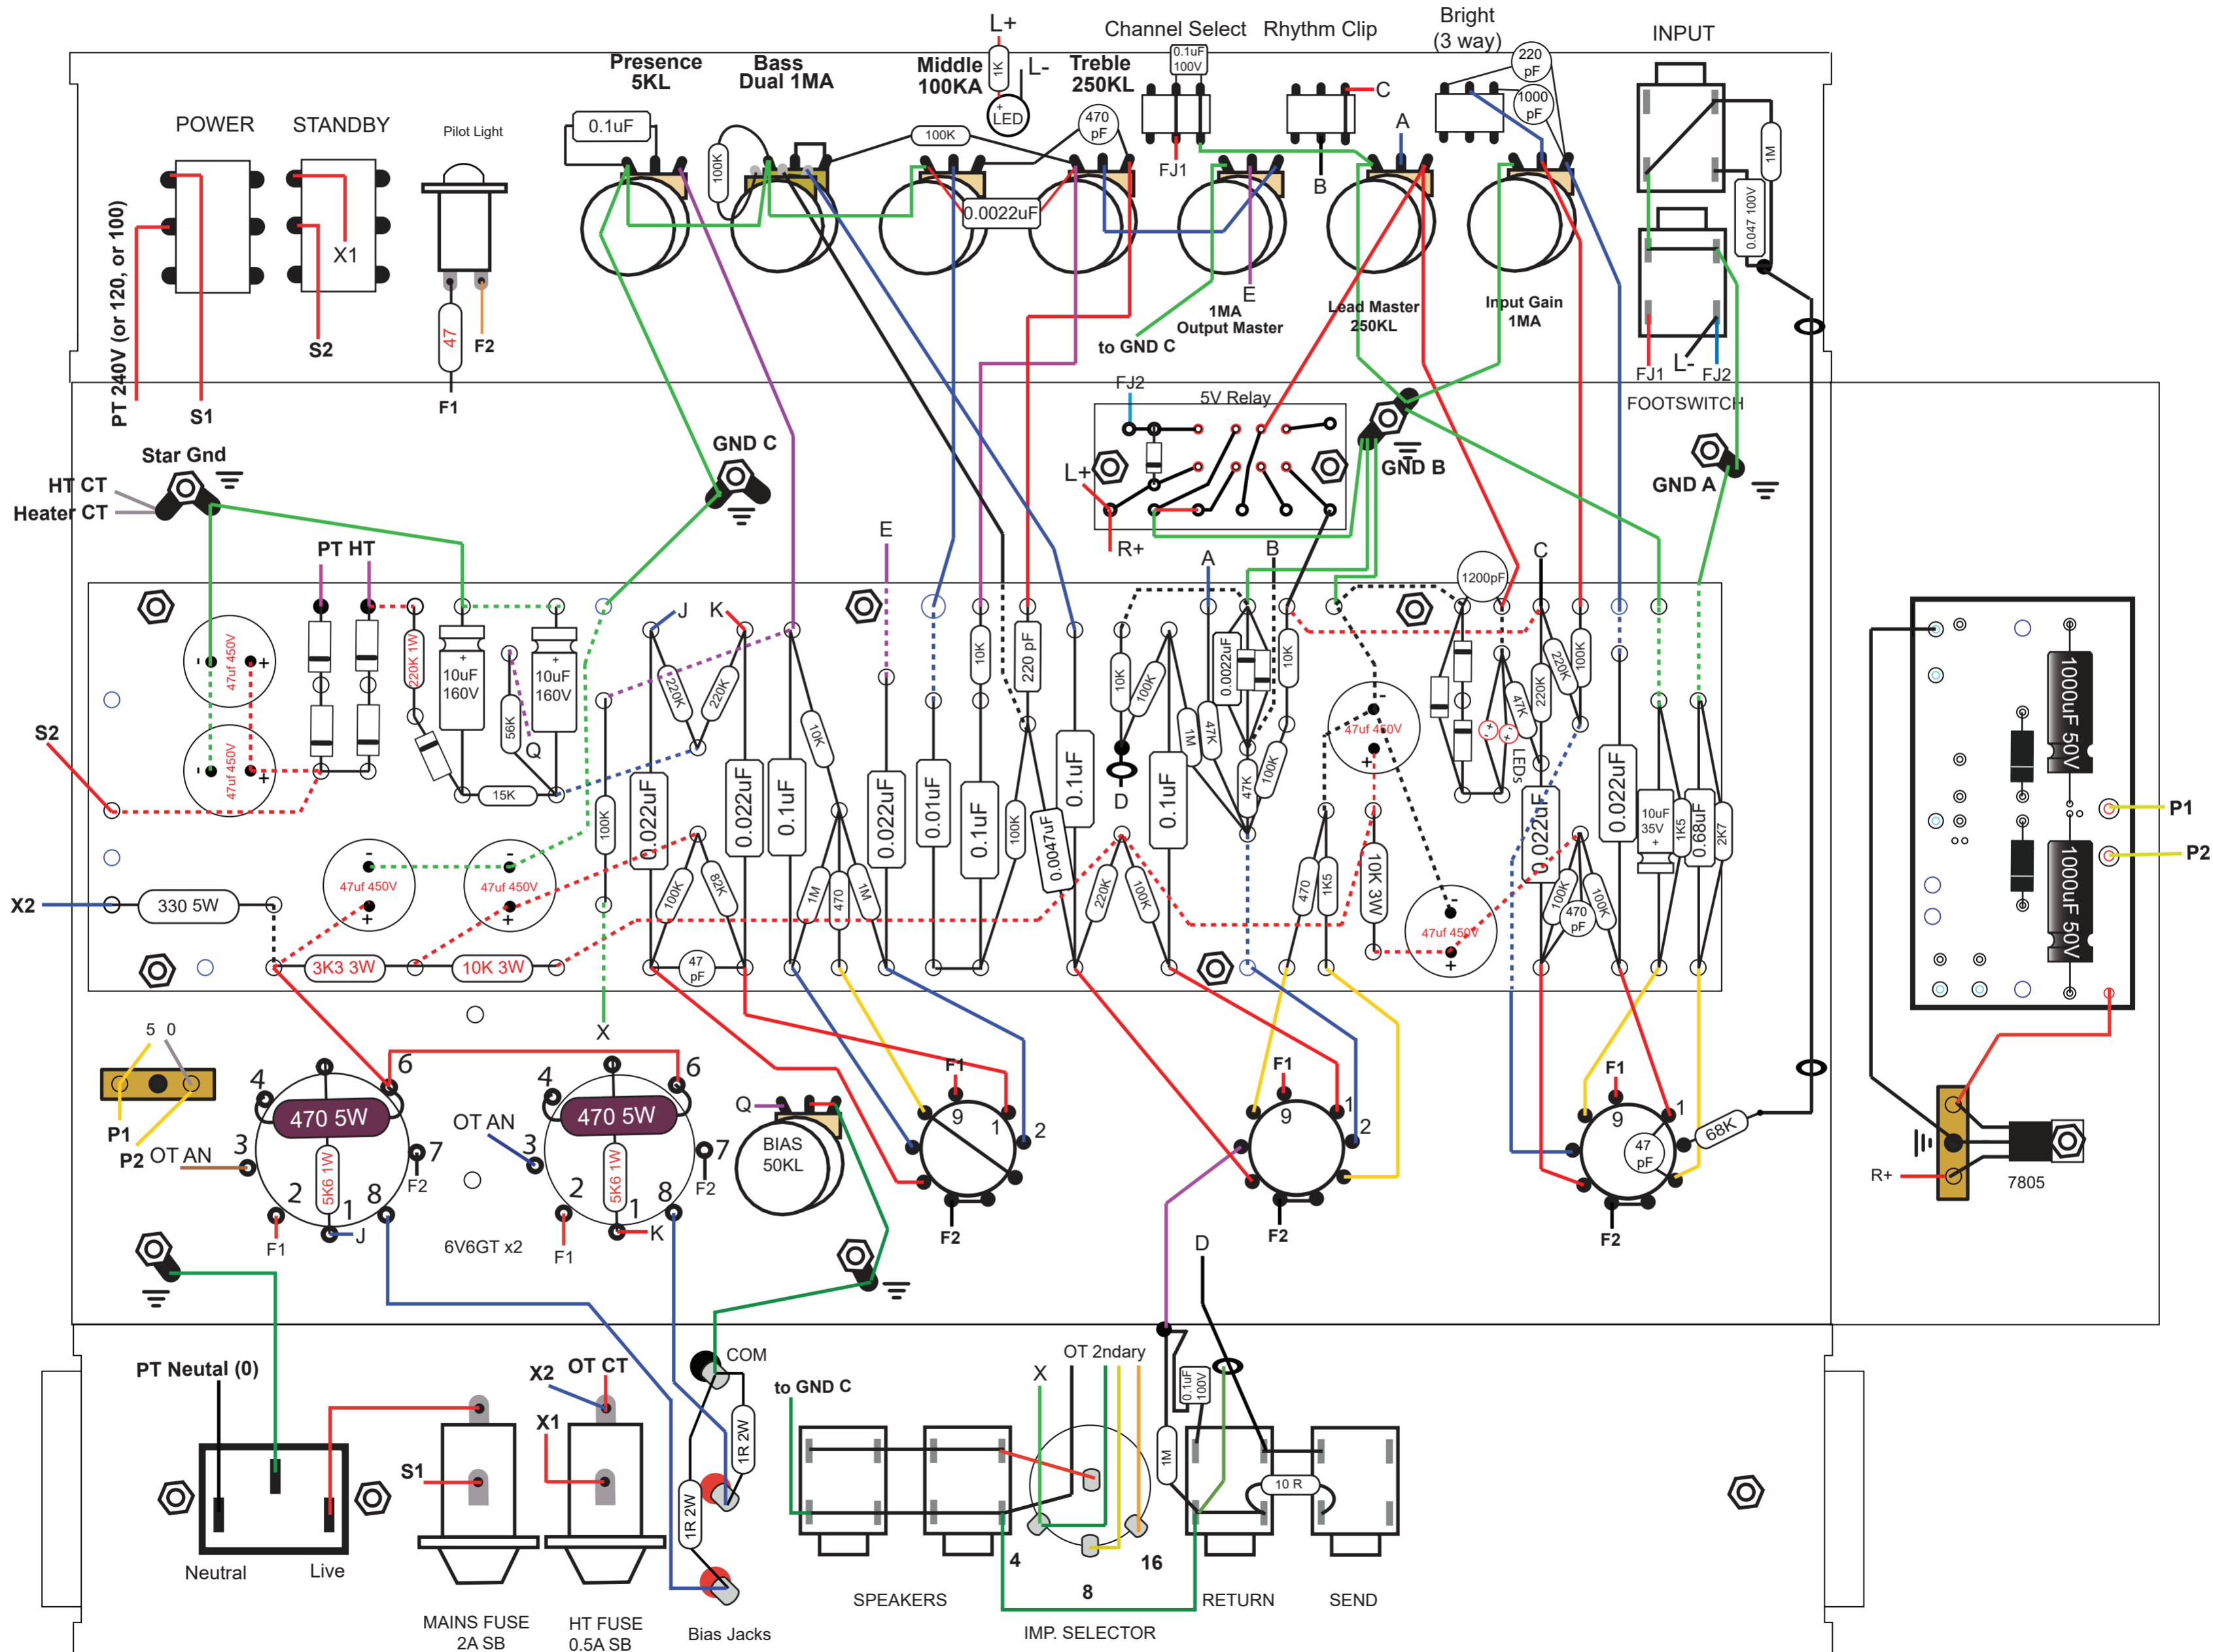 L+
Channel Select
Rhythm Clip
Bright
(3 way)
INPUT
Presence
5KL
Bass
Dual 1MA
Middle
100KA
1K
L-
Treble
250KL
0.1uF
100V
220
pF
1000
pF
C
+
LED
470
pF
A
POWER
STANDBY
Pilot Light
0.1uF
100K
100K
1M
FJ1
B
0.0022uF
0.047 100V
X1
PT 240V (or 120, or 100)
S2
47
F2
E
1MA
Output Master
Lead Master
250KL
Input Gain
1MA
to GND C
L-
FJ1
FJ2
S1
F1
FJ2
5V Relay
FOOTSWITCH
Star Gnd
GND C
GND B
GND A
HT CT
Heater CT
L+
R+
PT HT
E
A
B
C
1200pF
J
K
47uf 450V
-
+
220K 1W
+
10uF
160V
+
10uF
160V
56K
Q
220K
220K
10K
10K
220 pF
10K
100K
0.0022uF
10K
1M
47K
47K
100K
-
47uf 450V
+
47K
+
-
+
-
LEDs
220K
220K
100K
S2
47uf 450V
-
+
15K
100K
0.022uF
0.022uF
0.1uF
0.022uF
0.01uF
0.1uF
100K
0.0047uF
0.1uF
D
0.1uF
0.022uF
0.022uF
10uF
35V
+
1K5
0.68uF
2K7
1000uF 50V
1000uF 50V
P1
P2
X2
330 5W
-
47uf 450V
+
-
47uf 450V
+
100K
82K
1M
470
1M
220K
100K
470
1K5
10K 3W
-
47uf 450V
+
100K
470
pF
100K
3K3 3W
10K 3W
47
pF
X
5 0
P1
P2
OT AN
4
6
470 5W
3
7
F2
5K6 1W
2
1
8
F1
J
OT AN
4
6
470 5W
3
7
F2
5K6 1W
2
1
8
F1
K
6V6GT x2
Q
BIAS
50KL
F1
9
1
2
F2
F1
9
1
2
F2
F1
9
1
47
pF
68K
F2
R+
7805
D
PT Neutal (0)
X2
OT CT
COM
to GND C
X
OT 2ndary
0.1uF
100V
X1
S1
1R 2W
1R 2W
1M
10 R
Neutral
Live
4
16
8
MAINS FUSE
2A SB
HT FUSE
0.5A SB
Bias Jacks
SPEAKERS
IMP. SELECTOR
RETURN
SEND